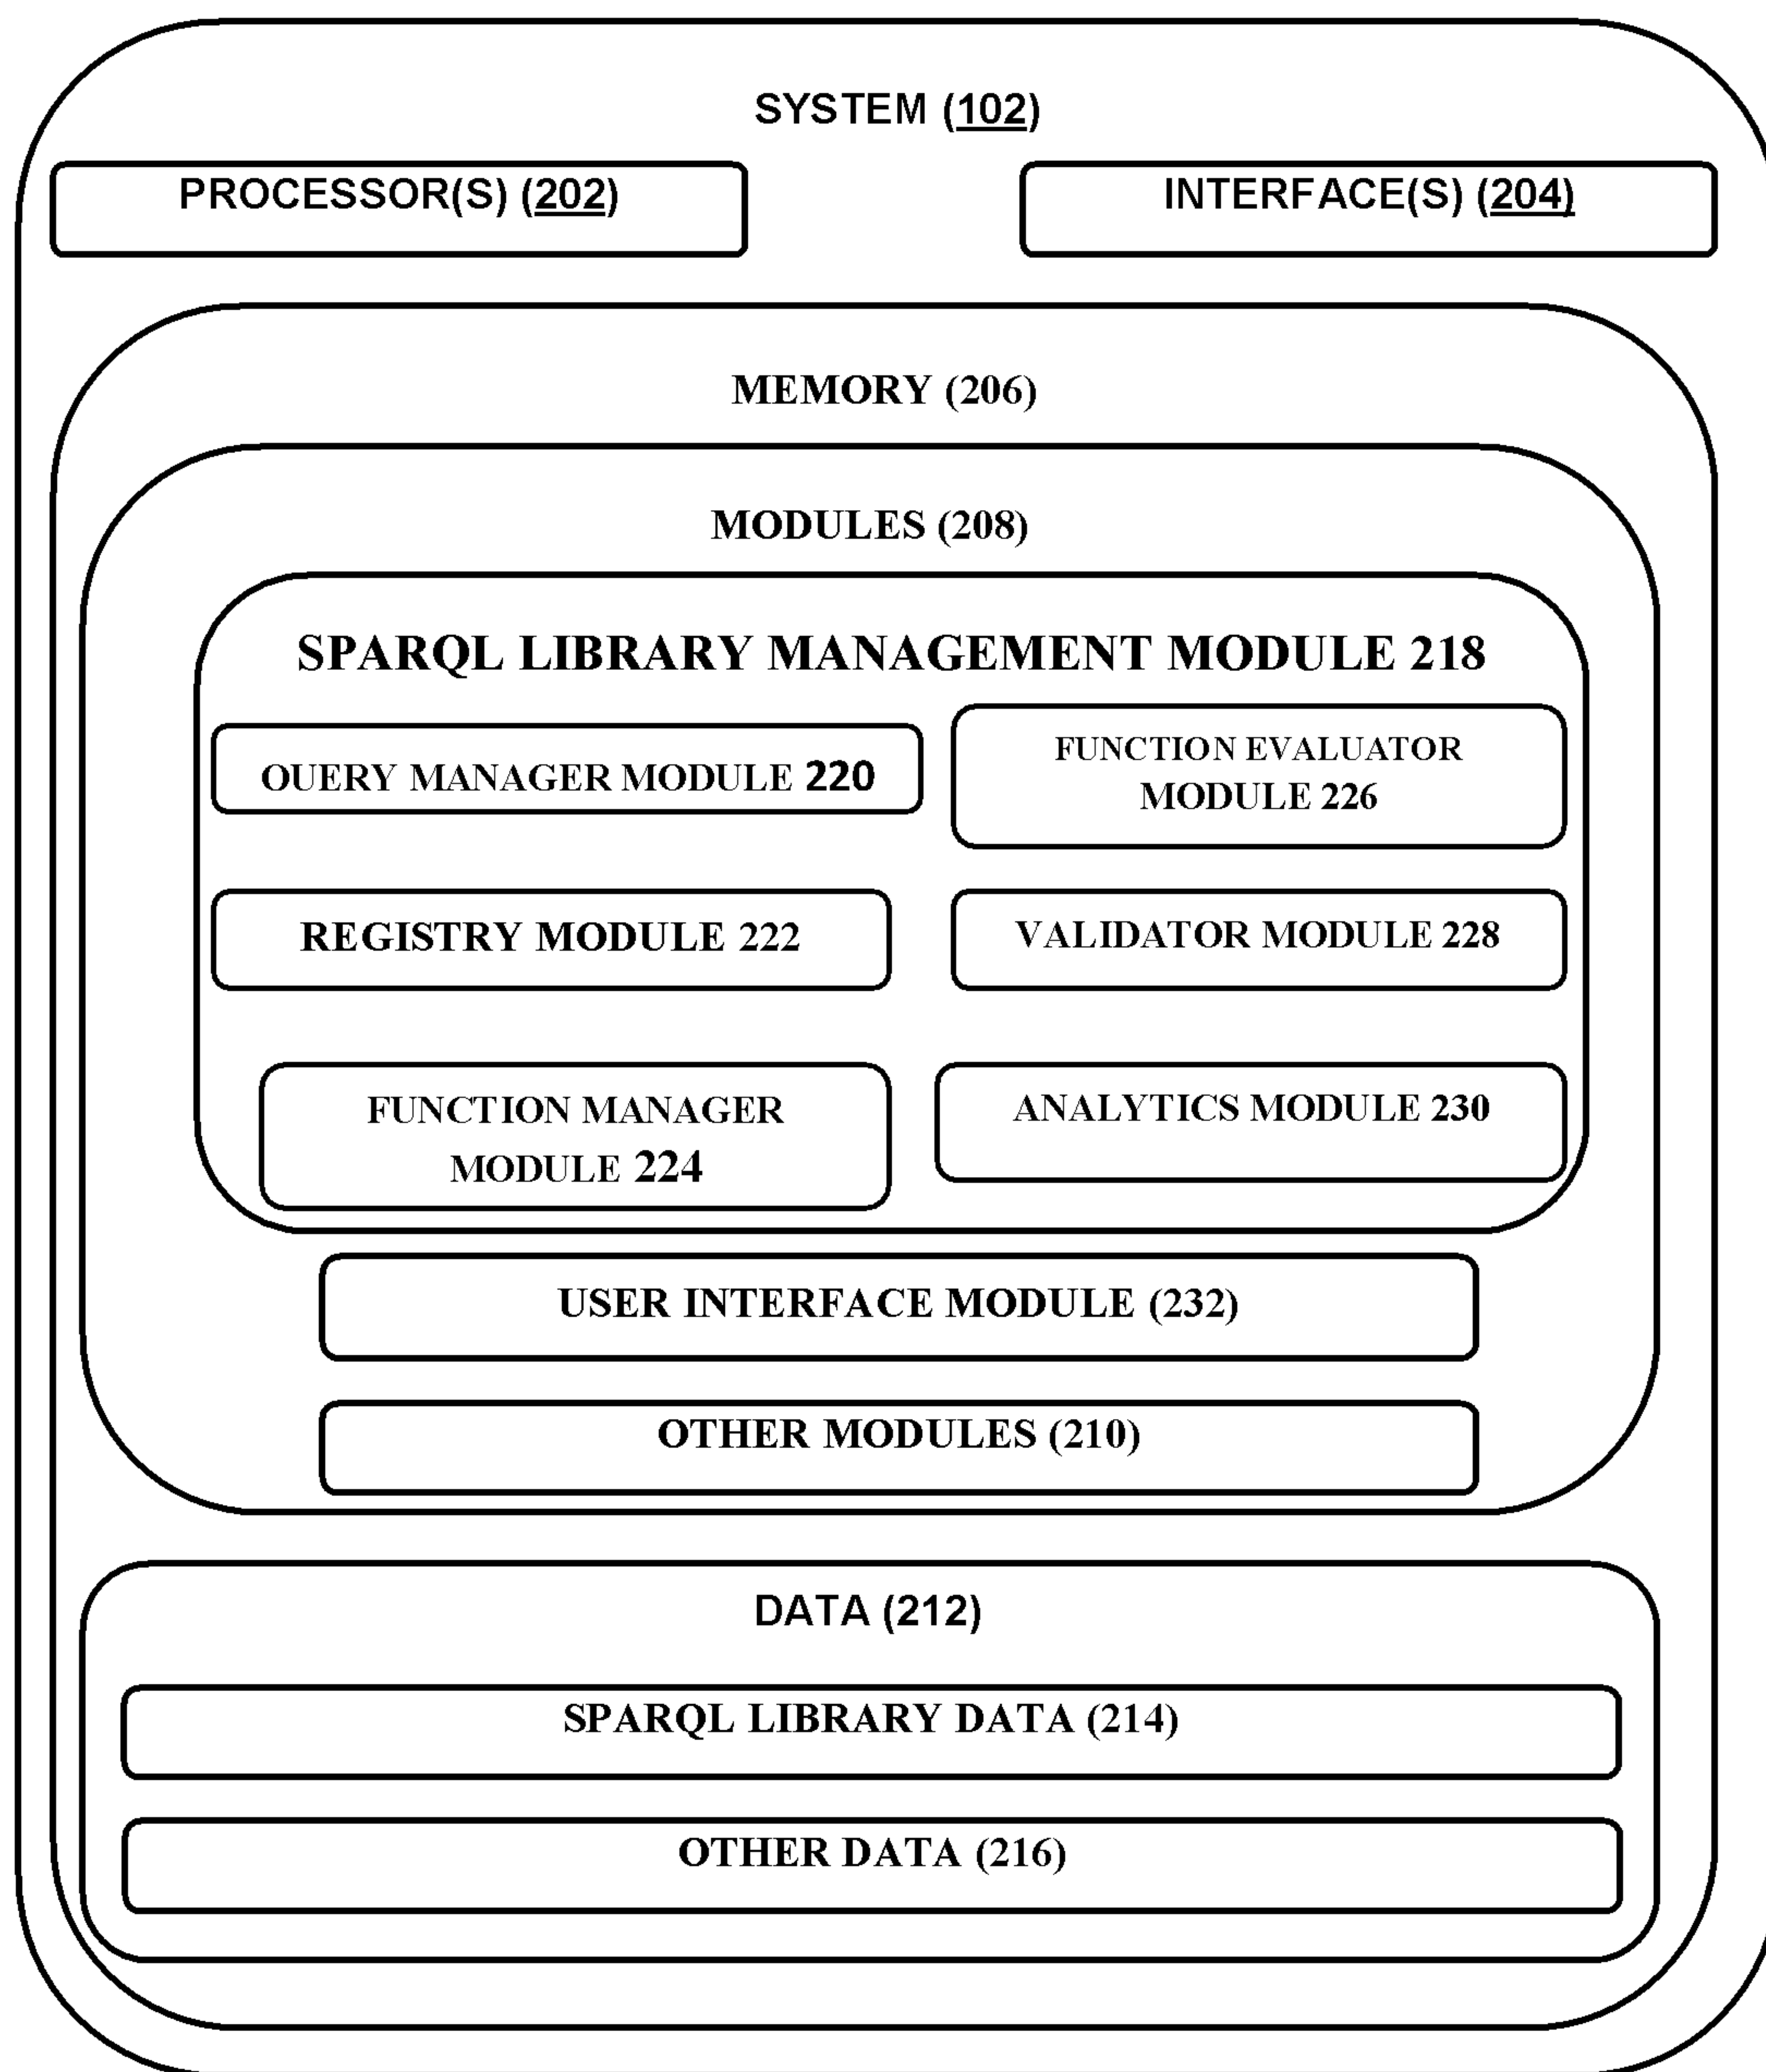 SYSTEM (102)
PROCESSOR(S) (202)
INTERFACE(S) (204)
MEMORY (206)
MODULES (208)
SPARQL LIBRARY MANAGEMENT MODULE 218
OUERY MANAGER MODULE 220
FUNCTION EVALUATOR
MODULE 226
REGISTRY MODULE 222
VALIDATOR MODULE 228
FUNCTION MANAGER
MODULE 224
ANALYTICS MODULE 230
USER INTERFACE MODULE (232)
OTHER MODULES (210)
DATA (212)
SPARQL LIBRARY DATA (214)
OTHER DATA (216)